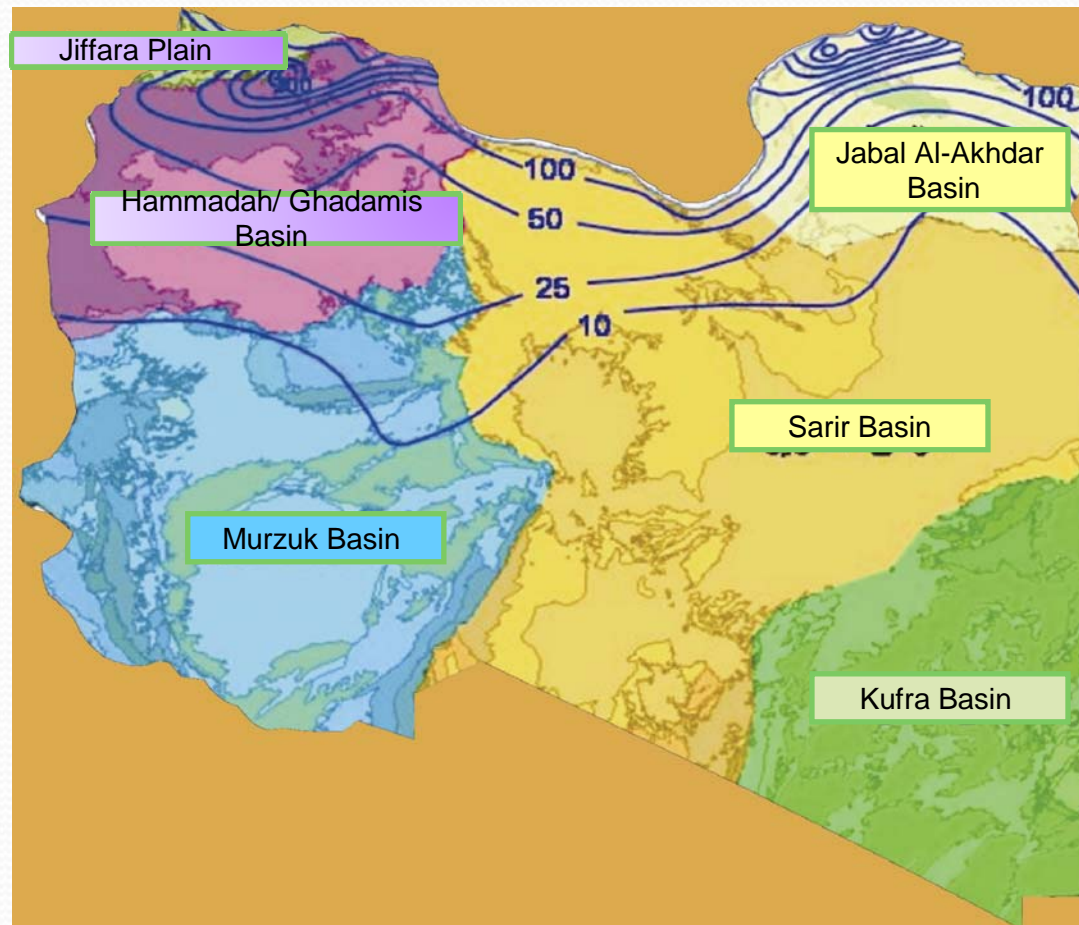 Jiffara Plain
100
Jabal Al-Akhdar
Basin
100
Hammadah/ Ghadamis
Basin
50
25
10
Sarir Basin
Murzuk Basin
Kufra Basin